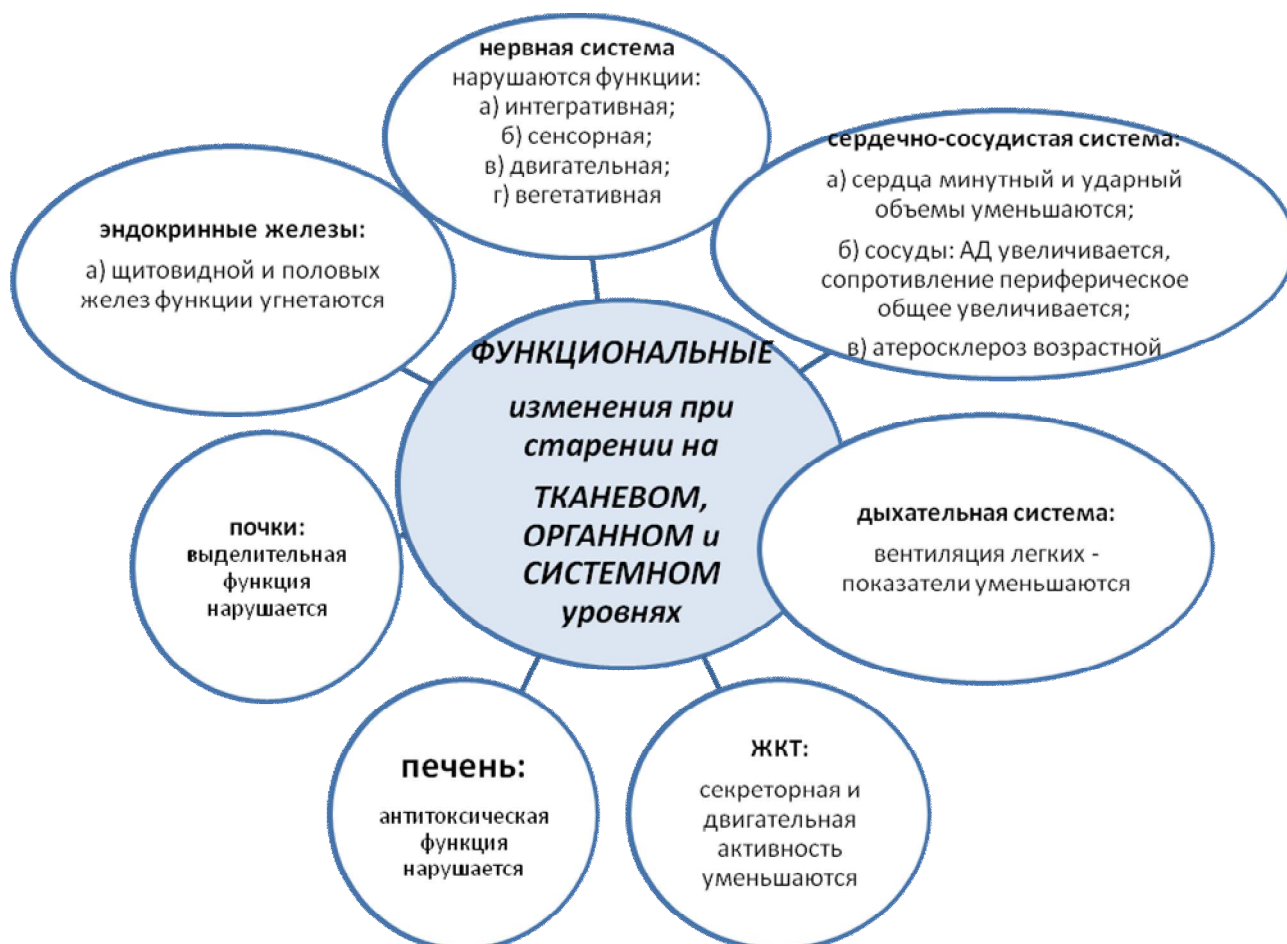 нервная система
нарушаются функции:
а) интегративная;
б) сенсорная;
в) двигательная;
г) вегетативная
сердечно-сосудистая система:
а) сердца минутный и ударный
объемы уменьшаются;
б) сосуды: АД увеличивается,
сопротивление периферическое
общее увеличивается;
в) атеросклероз возрастной
эндокринные железы:
а) щитовидной и половых
желез функции угнетаются
ФУНКЦИОНАЛЬНЫЕ
изменения при
старении на
ТКАНЕВОМ,
ОРГАННОМ и
СИСТЕМНОМ
уровнях
дыхательная система:
вентиляция легких -
показатели уменьшаются
почки:
выделительная
функция
нарушается
печень:
антитоксическая
функция
нарушается
ЖКТ:
секреторная и
двигательная
активность
уменьшаются